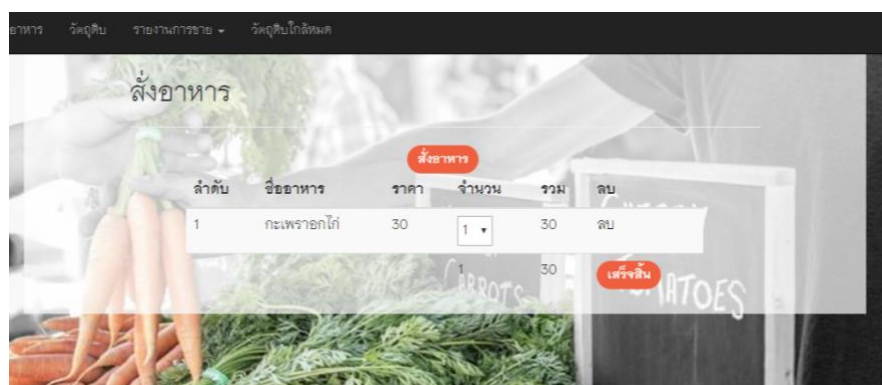 อาหาร วัตถุดิบ รายงานการขาย วัตถุดิบใกล้หมด
สั่งอาหาร
สั่งอาหาร
ลำดับ ชื่ออาหาร ราคา จำนวน รวม ลบ
1 กะเพราอกไก่ 30 1 30 ลบ
1 30 เสร็จสิ้น
CARROTS
TOMATOES